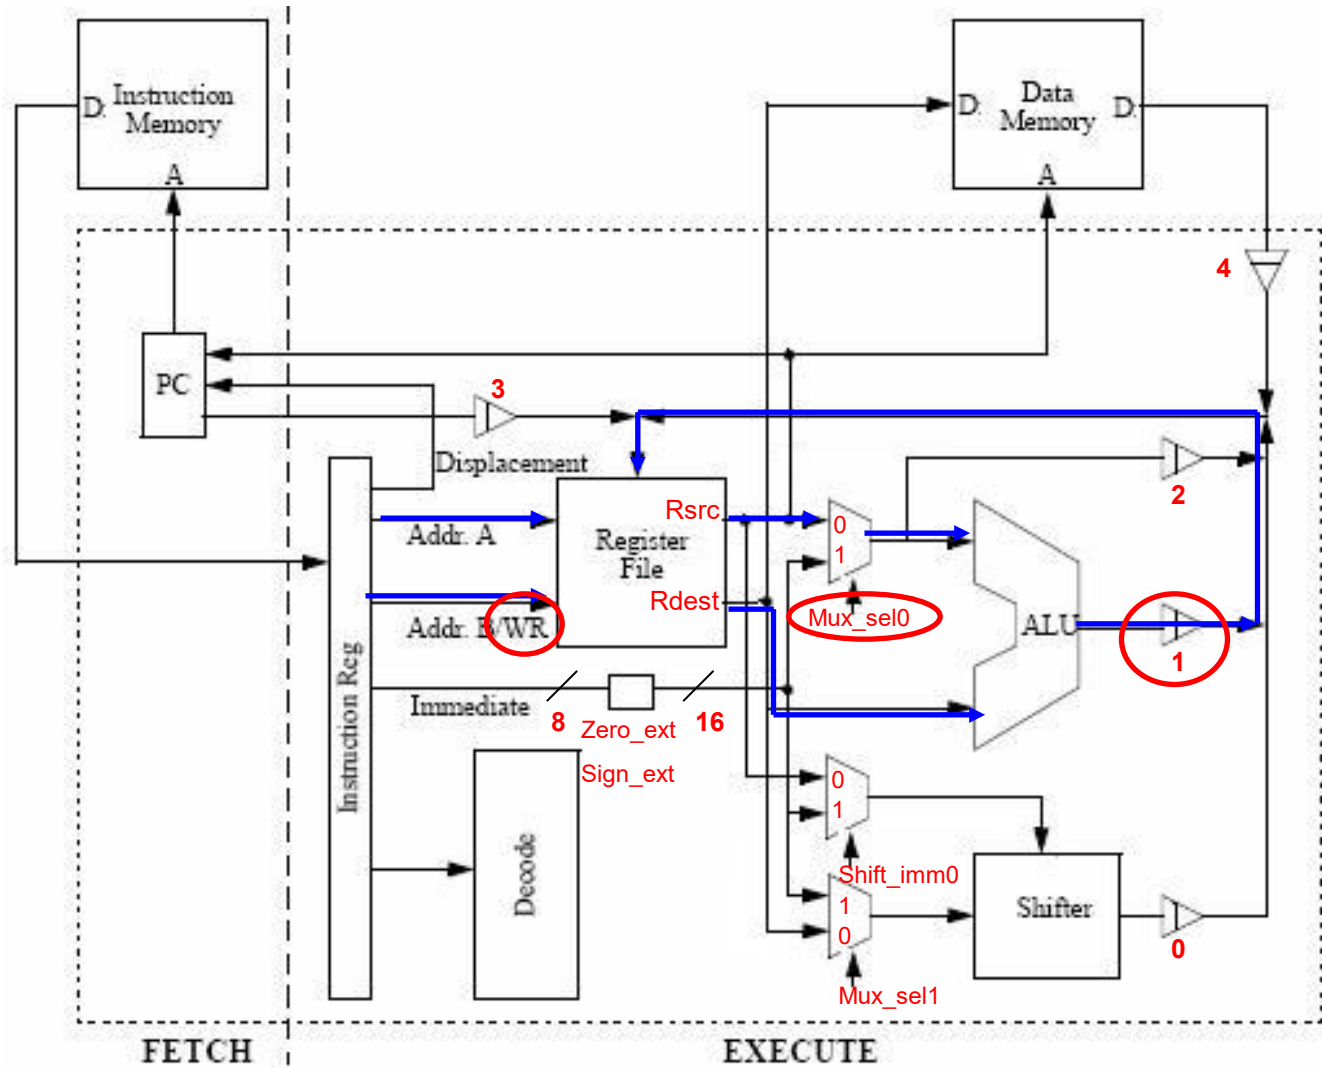 D
Instruction
Memory
A
D
Data
Memory
D
A
4
PC
3
Displacement
2
Rsrc
Addr. A
Register
File
0
1
Rdest
Addr. B/WR
Mux_sel0
ALU
1
Immediate
8
Zero_ext
16
Sign_ext
Instruction Reg
Decode
0
1
Shift_imm0
1
0
Mux_sel1
Shifter
0
FETCH
EXECUTE